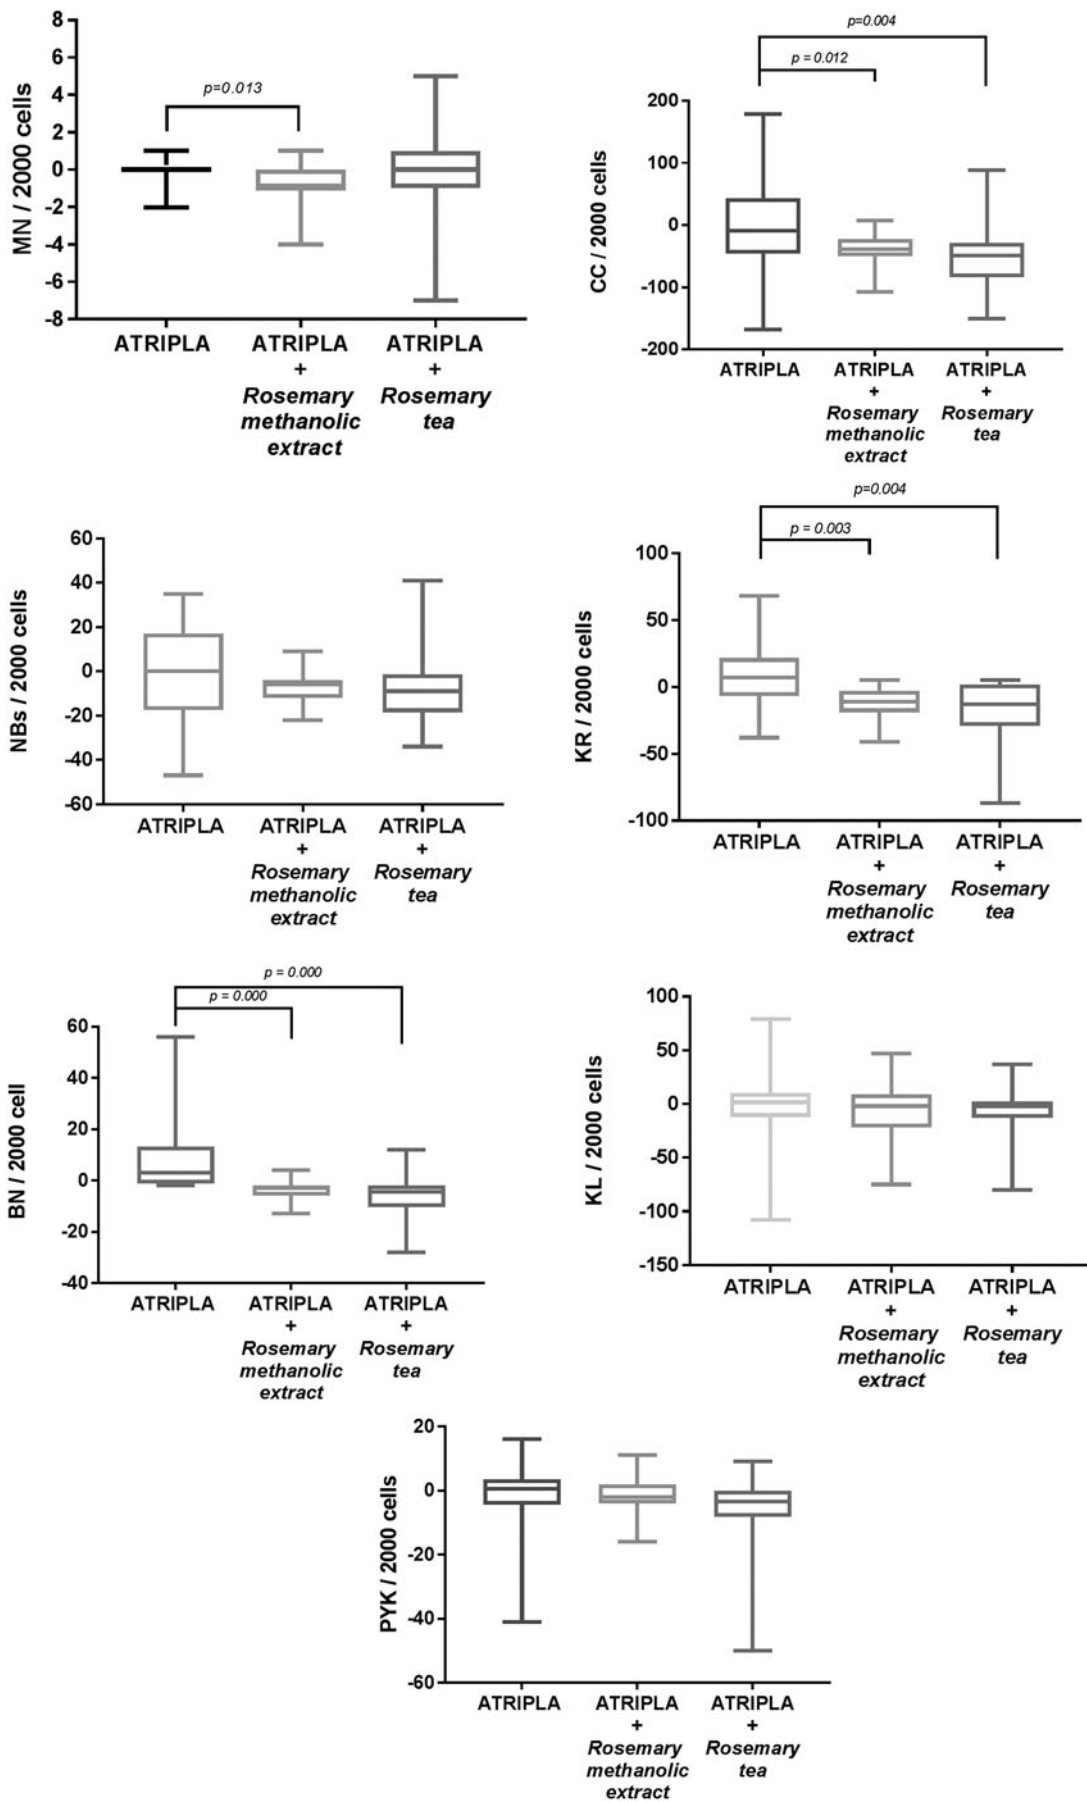 MN / 2000 cells
8
6
4
2
0
-2
-4
-6
-8
p=0.013
ATRIPLA
ATRIPLA
+
Rosemary
methanolic
extract
ATRIPLA
+
Rosemary
tea
CC / 2000 cells
200
100
0
-100
-200
p=0.004
p = 0.012
ATRIPLA
ATRIPLA
+
Rosemary
methanolic
extract
ATRIPLA
+
Rosemary
tea
NBs / 2000 cells
60
40
20
0
-20
-40
-60
ATRIPLA
ATRIPLA
+
Rosemary
methanolic
extract
ATRIPLA
+
Rosemary
tea
KR / 2000 cells
100
50
0
-50
-100
p=0.004
p = 0.003
ATRIPLA
ATRIPLA
+
Rosemary
methanolic
extract
ATRIPLA
+
Rosemary
tea
BN / 2000 cell
60
40
20
0
-20
-40
p = 0.000
p = 0.000
ATRIPLA
ATRIPLA
+
Rosemary
methanolic
extract
ATRIPLA
+
Rosemary
tea
KL / 2000 cells
100
50
0
-50
-100
-150
ATRIPLA
ATRIPLA
+
Rosemary
methanolic
extract
ATRIPLA
+
Rosemary
tea
PYK / 2000 cells
20
0
-20
-40
-60
ATRIPLA
ATRIPLA
+
Rosemary
methanolic
extract
ATRIPLA
+
Rosemary
tea